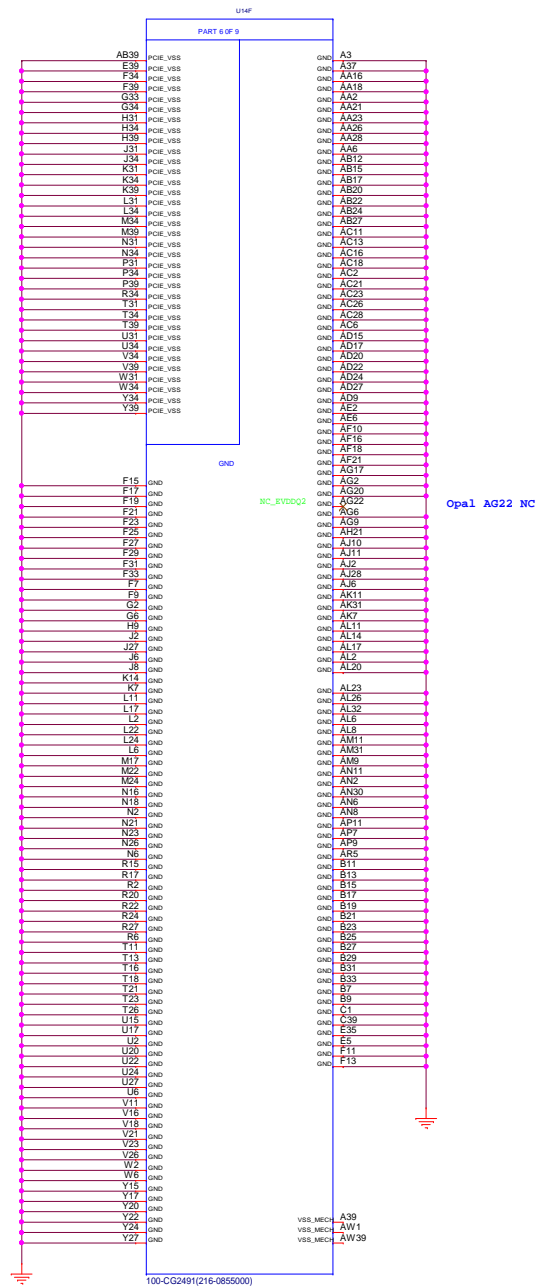 U14F
PART 6 0F 9
AB39 PCIE_VSS
E39 PCIE_VSS
F34 PCIE_VSS
F39 PCIE_VSS
G33 PCIE_VSS
G34 PCIE_VSS
H31 PCIE_VSS
H34 PCIE_VSS
H39 PCIE_VSS
J31 PCIE_VSS
J34 PCIE_VSS
K31 PCIE_VSS
K34 PCIE_VSS
K39 PCIE_VSS
L31 PCIE_VSS
L34 PCIE_VSS
M34 PCIE_VSS
M39 PCIE_VSS
N31 PCIE_VSS
N34 PCIE_VSS
P31 PCIE_VSS
P34 PCIE_VSS
P39 PCIE_VSS
R34 PCIE_VSS
T31 PCIE_VSS
T34 PCIE_VSS
T39 PCIE_VSS
U31 PCIE_VSS
U34 PCIE_VSS
V34 PCIE_VSS
V39 PCIE_VSS
W31 PCIE_VSS
W34 PCIE_VSS
Y34 PCIE_VSS
Y39 PCIE_VSS
GND
F15 GND
F17 GND
F19 GND
F21 GND
F23 GND
F25 GND
F27 GND
F29 GND
F31 GND
F33 GND
F7 GND
F9 GND
G2 GND
G6 GND
H9 GND
J2 GND
J27 GND
J6 GND
J8 GND
K14 GND
K7 GND
L11 GND
L17 GND
L2 GND
L22 GND
L24 GND
L6 GND
M17 GND
M22 GND
M24 GND
N16 GND
N18 GND
N2 GND
N21 GND
N23 GND
N26 GND
N6 GND
R15 GND
R17 GND
R2 GND
R20 GND
R22 GND
R24 GND
R27 GND
R6 GND
T11 GND
T13 GND
T16 GND
T18 GND
T21 GND
T23 GND
T26 GND
U15 GND
U17 GND
U2 GND
U20 GND
U22 GND
U24 GND
U27 GND
U6 GND
V11 GND
V16 GND
V18 GND
V21 GND
V23 GND
V26 GND
W2 GND
W6 GND
Y15 GND
Y17 GND
Y20 GND
Y22 GND
Y24 GND
Y27 GND
GND A3
GND A37
GND AA16
GND AA18
GND AA2
GND AA21
GND AA23
GND AA26
GND AA28
GND AA6
GND AB12
GND AB15
GND AB17
GND AB20
GND AB22
GND AB24
GND AB27
GND AC11
GND AC13
GND AC16
GND AC18
GND AC2
GND AC21
GND AC23
GND AC26
GND AC28
GND AC6
GND AD15
GND AD17
GND AD20
GND AD22
GND AD24
GND AD27
GND AD9
GND AE2
GND AE6
GND AF10
GND AF16
GND AF18
GND AF21
GND AG17
GND AG2
GND AG20
NC_EVDDQ2 GND AG22
Opal AG22 NC
GND AG6
GND AG9
GND AH21
GND AJ10
GND AJ11
GND AJ2
GND AJ28
GND AJ6
GND AK11
GND AK31
GND AK7
GND AL11
GND AL14
GND AL17
GND AL2
GND AL20
GND AL23
GND AL26
GND AL32
GND AL6
GND AL8
GND AM11
GND AM31
GND AM9
GND AN11
GND AN2
GND AN30
GND AN6
GND AN8
GND AP11
GND AP7
GND AP9
GND AR5
GND B11
GND B13
GND B15
GND B17
GND B19
GND B21
GND B23
GND B25
GND B27
GND B29
GND B31
GND B33
GND B7
GND B9
GND C1
GND C39
GND E35
GND E5
GND F11
GND F13
VSS_MECH A39
VSS_MECH AW1
VSS_MECH AW39
100-CG2491(216-0855000)